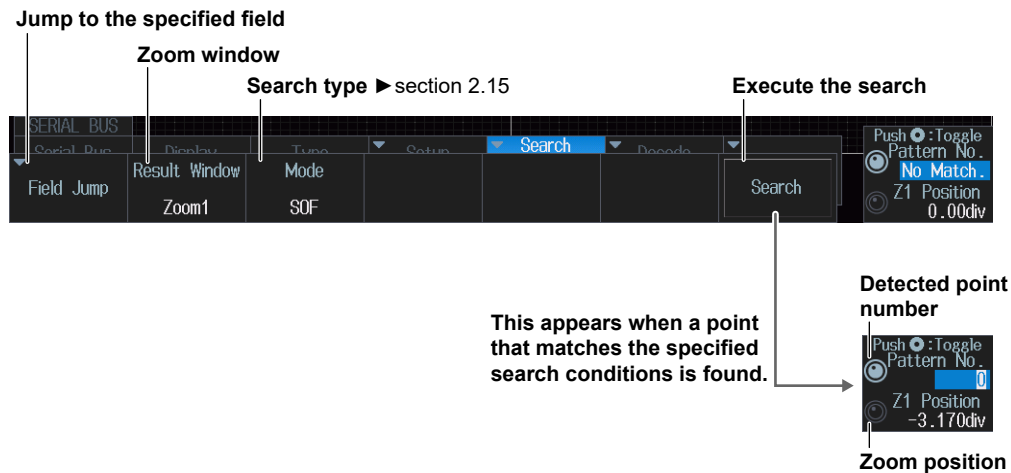 Jump to the specified field
Zoom window
Search type ►section 2.15
Execute the search
SERIAL BUS
Serial Bus
Display
Type
Setup
Search
Decode
Field Jump
Result Window
Zoom1
Mode
SOF
Search
Push :Toggle
Pattern No.
No Match.
Z1 Position
0.00div
This appears when a point
that matches the specified
search conditions is found.
Detected point
number
Push :Toggle
Pattern No.
0
Z1 Position
-3.170div
Zoom position